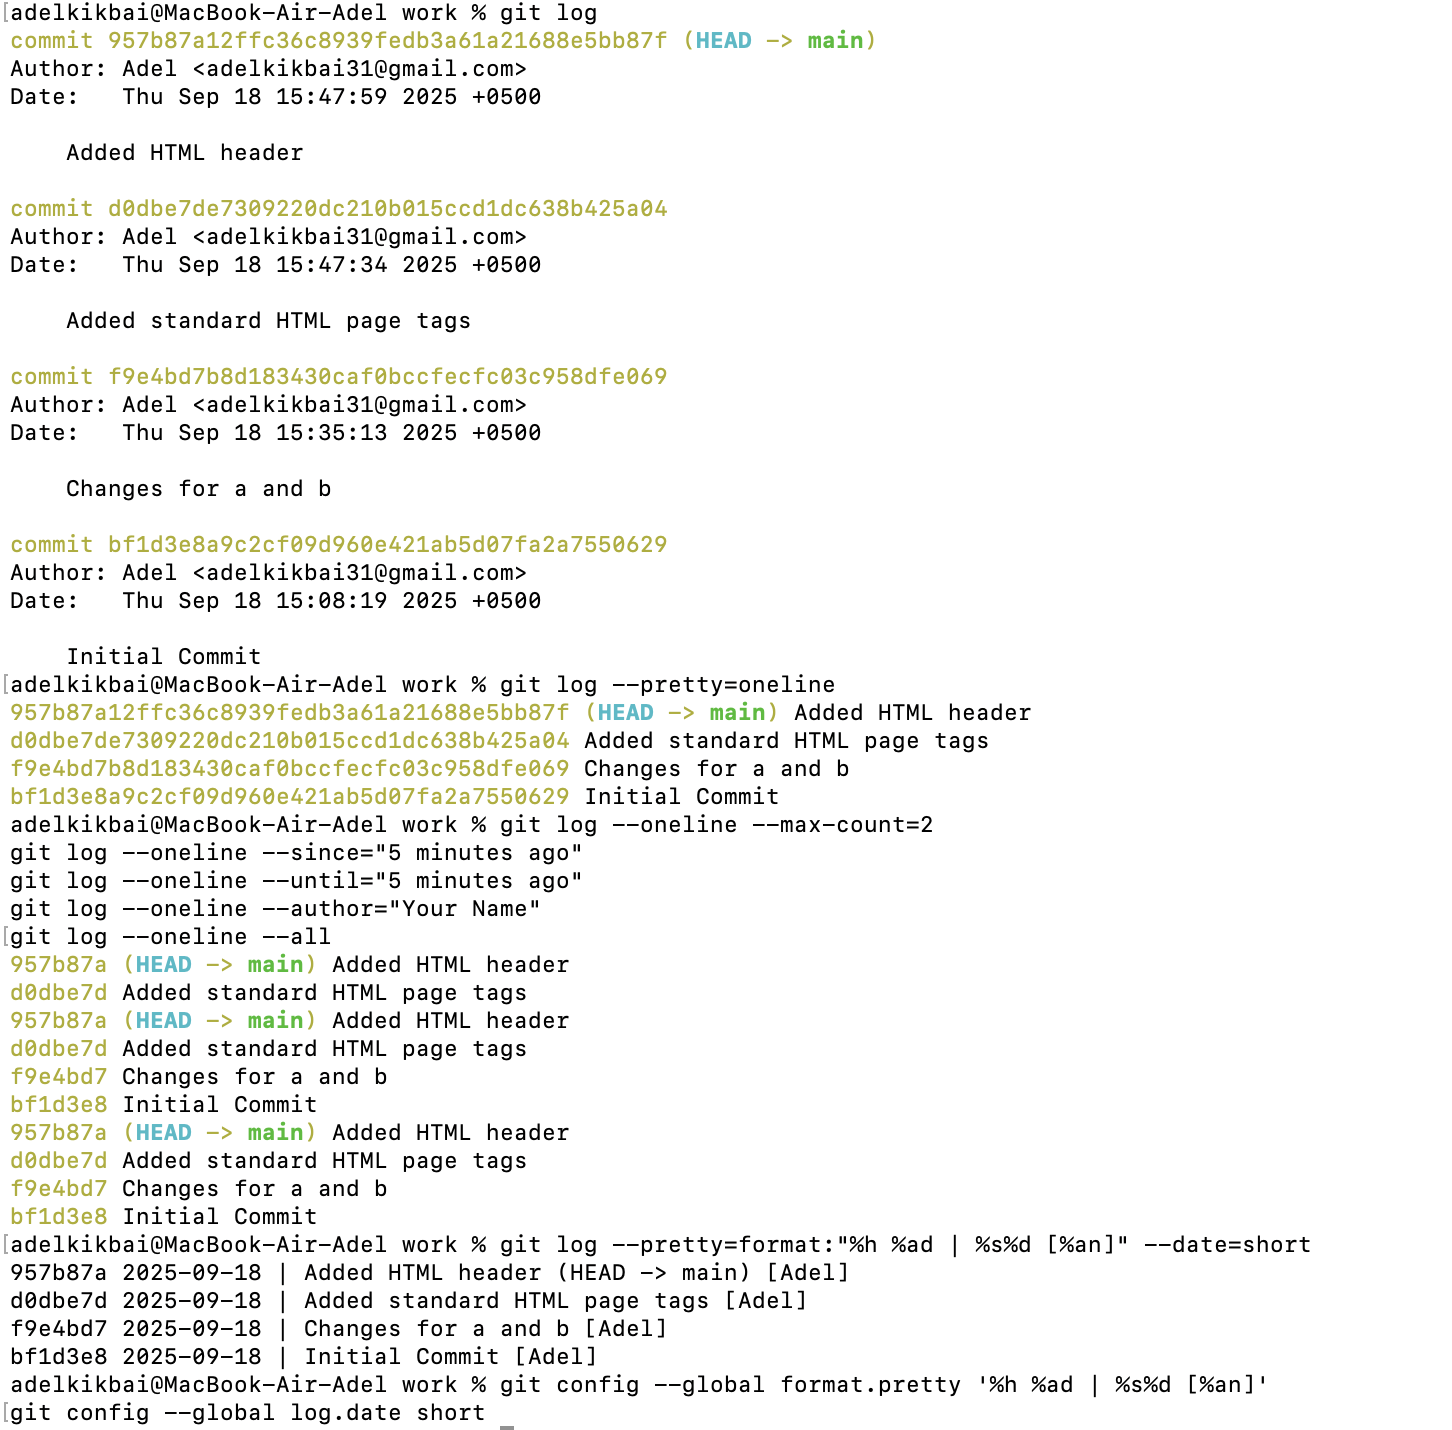 [adelkikbai@MacBook-Air-Adel work % git log
commit 957b87a12ffc36c8939fedb3a61a21688e5bb87f (HEAD -> main)
Author: Adel <adelkikbai31@gmail.com>
Date:   Thu Sep 18 15:47:59 2025 +0500

    Added HTML header

commit d0dbe7de7309220dc210b015ccd1dc638b425a04
Author: Adel <adelkikbai31@gmail.com>
Date:   Thu Sep 18 15:47:34 2025 +0500

    Added standard HTML page tags

commit f9e4bd7b8d183430caf0bccfecfc03c958dfe069
Author: Adel <adelkikbai31@gmail.com>
Date:   Thu Sep 18 15:35:13 2025 +0500

    Changes for a and b

commit bf1d3e8a9c2cf09d960e421ab5d07fa2a7550629
Author: Adel <adelkikbai31@gmail.com>
Date:   Thu Sep 18 15:08:19 2025 +0500

    Initial Commit
[adelkikbai@MacBook-Air-Adel work % git log --pretty=oneline
957b87a12ffc36c8939fedb3a61a21688e5bb87f (HEAD -> main) Added HTML header
d0dbe7de7309220dc210b015ccd1dc638b425a04 Added standard HTML page tags
f9e4bd7b8d183430caf0bccfecfc03c958dfe069 Changes for a and b
bf1d3e8a9c2cf09d960e421ab5d07fa2a7550629 Initial Commit
adelkikbai@MacBook-Air-Adel work % git log --oneline --max-count=2
git log --oneline --since="5 minutes ago"
git log --oneline --until="5 minutes ago"
git log --oneline --author="Your Name"
[git log --oneline --all
957b87a (HEAD -> main) Added HTML header
d0dbe7d Added standard HTML page tags
957b87a (HEAD -> main) Added HTML header
d0dbe7d Added standard HTML page tags
f9e4bd7 Changes for a and b
bf1d3e8 Initial Commit
957b87a (HEAD -> main) Added HTML header
d0dbe7d Added standard HTML page tags
f9e4bd7 Changes for a and b
bf1d3e8 Initial Commit
[adelkikbai@MacBook-Air-Adel work % git log --pretty=format:"%h %ad | %s%d [%an]" --date=short
957b87a 2025-09-18 | Added HTML header (HEAD -> main) [Adel]
d0dbe7d 2025-09-18 | Added standard HTML page tags [Adel]
f9e4bd7 2025-09-18 | Changes for a and b [Adel]
bf1d3e8 2025-09-18 | Initial Commit [Adel]
adelkikbai@MacBook-Air-Adel work % git config --global format.pretty '%h %ad | %s%d [%an]'
[git config --global log.date short